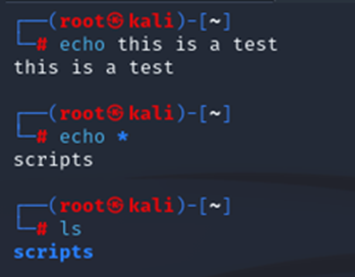 ┌──(root㉿kali)-[~]
└─# echo this is a test
this is a test
┌──(root㉿kali)-[~]
└─# echo *
scripts
┌──(root㉿kali)-[~]
└─# ls
scripts